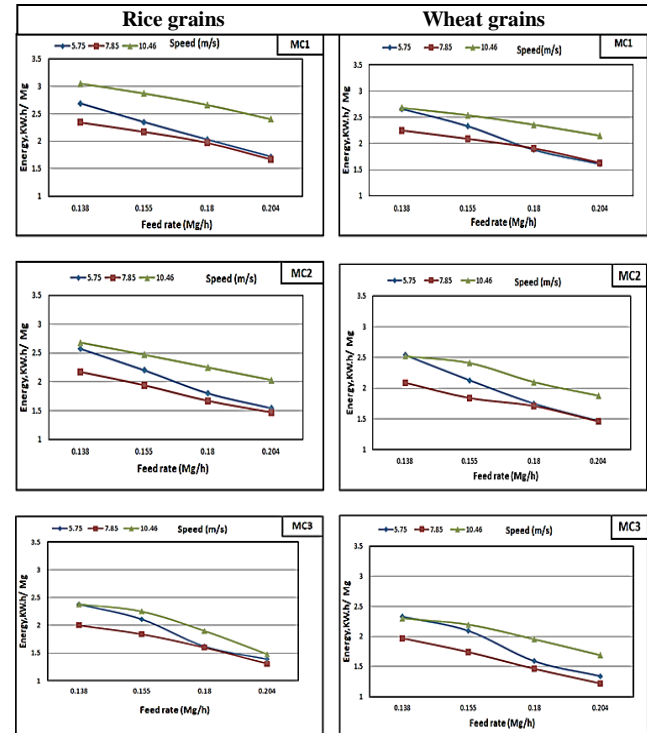 Rice grains
Wheat grains
5.75 7.85 10.46 Speed (m/s) MC1
3.5
3
2.5
2
1.5
1
Energy,KW.h/ Mg
0.138 0.155 0.18 0.204
Feed rate (Mg/h)
5.75 7.85 10.46 Speed(m/s) MC1
3.5
3
2.5
2
1.5
1
Energy,KW.h/ Mg
0.138 0.155 0.18 0.204
Feed rate (Mg/h)
5.75 7.85 10.46 Speed (m/s) MC2
3.5
3
2.5
2
1.5
1
Energy,KW.h/ Mg
0.138 0.155 0.18 0.204
Feed rate (Mg/h)
5.75 7.85 10.46 Speed (m/s) MC2
3.5
3
2.5
2
1.5
1
Energy,KW.h/ Mg
0.138 0.155 0.18 0.204
Feed rate (Mg/h)
5.75 7.85 10.46 Speed (m/s) MC3
3.5
3
2.5
2
1.5
1
Energy,KW.h/ Mg
0.138 0.155 0.18 0.204
Feed rate (Mg/h)
5.75 7.85 10.46 Speed (m/s) MC3
3.5
3
2.5
2
1.5
1
Energy,KW.h/ Mg
0.138 0.155 0.18 0.204
Feed rate (Mg/h)